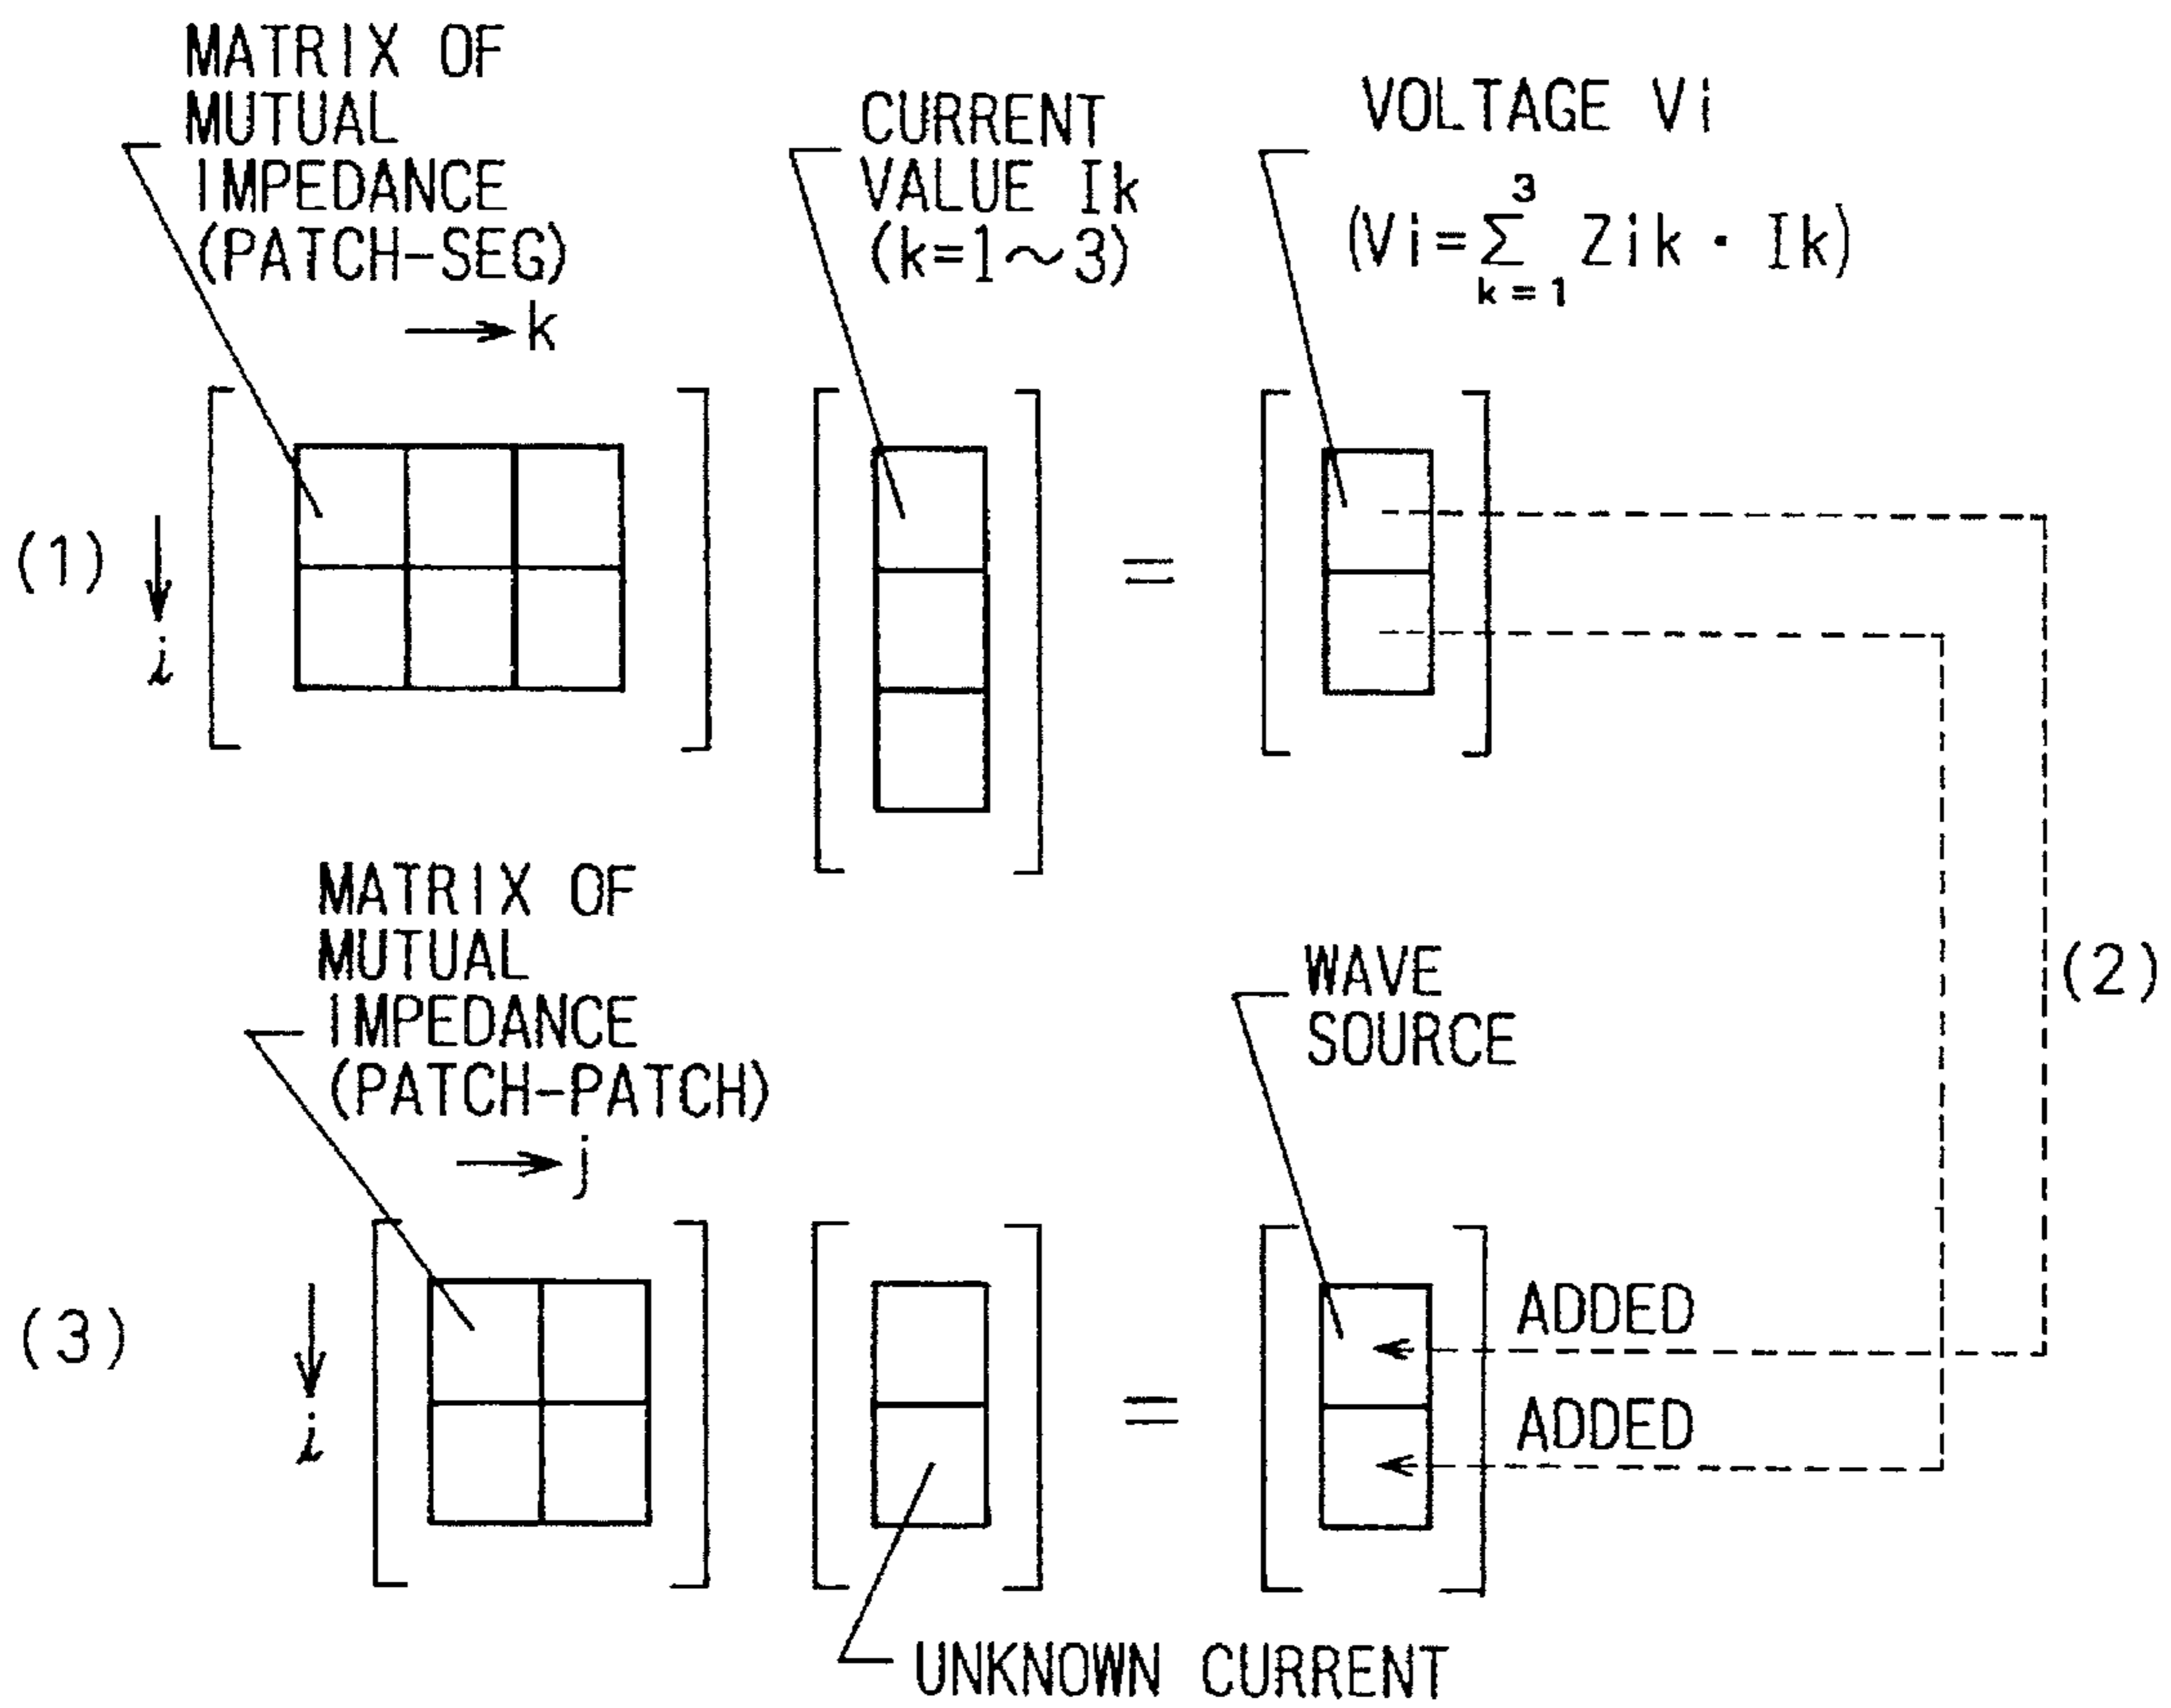 MATRIX OF
MUTUAL
IMPEDANCE
(PATCH-SEG)
→k
CURRENT
VALUE Ik
(k=1~3)
VOLTAGE Vi
(Vi=∑Zik・Ik)
3
k=1
(1)
i
=
(2)
MATRIX OF
MUTUAL
IMPEDANCE
(PATCH-PATCH)
→j
WAVE
SOURCE
(3)
i
=
ADDED
ADDED
UNKNOWN CURRENT